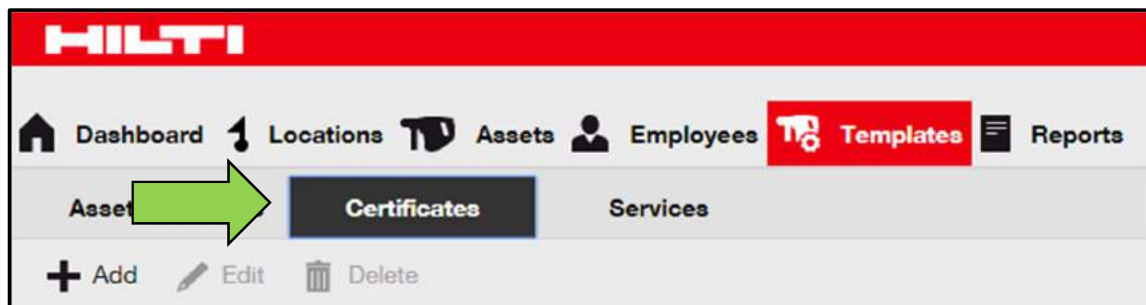 HILTI
Dashboard Locations Assets Employees Templates Reports
Certificates Services
Add Edit Delete